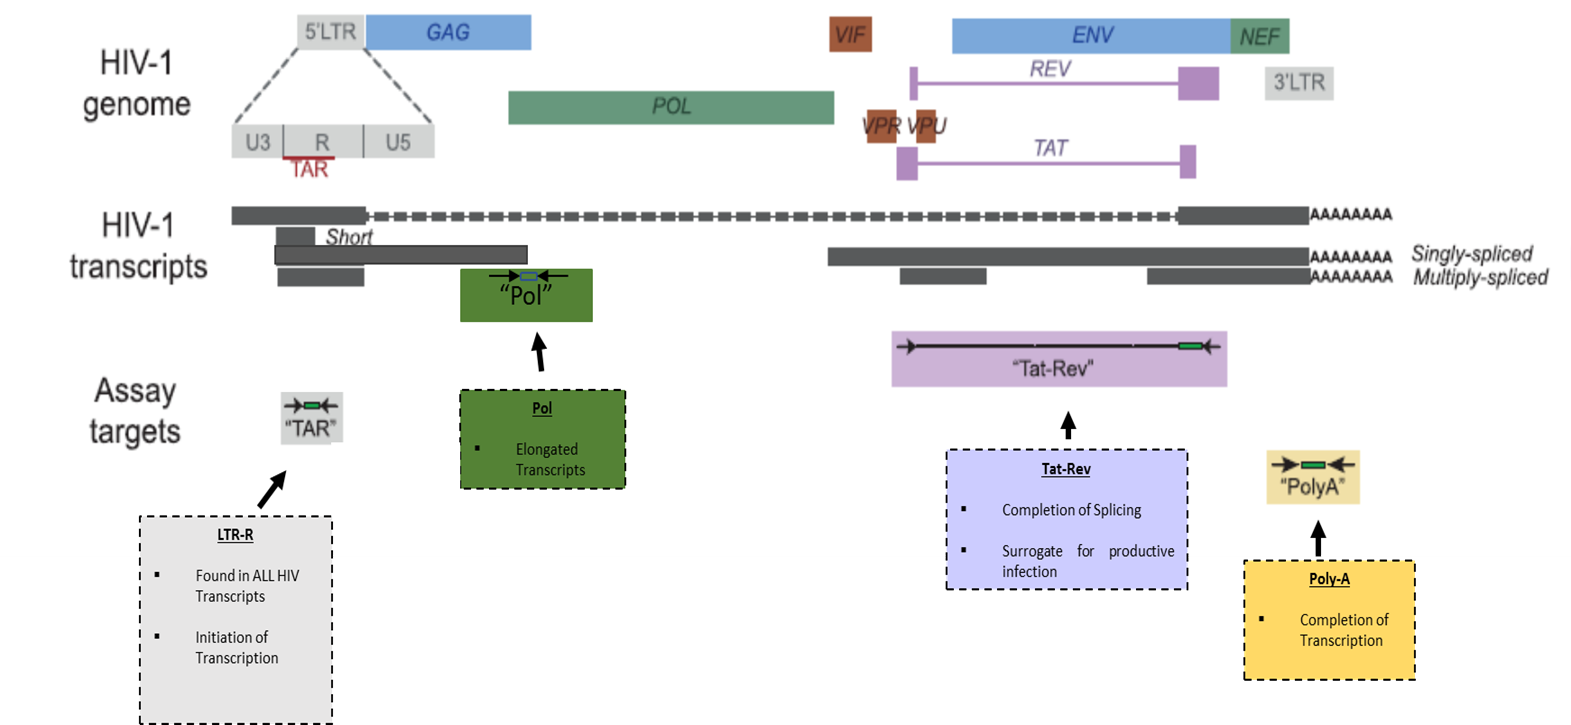 HIV-1
genome
5'LTR
GAG
VIF
ENV
NEF
REV
3'LTR
POL
VPR
VPU
U3
R
U5
TAR
TAT
HIV-1
transcripts
AAAAAAAA
Short
AAAAAAAA
Singly-spliced
AAAAAAAA
Multiply-spliced
"Pol"
"Tat-Rev"
Assay
targets
"TAR"
Pol
▪ Elongated
Transcripts
Tat-Rev
▪ Completion of Splicing
▪ Surrogate for productive
infection
"PolyA"
LTR-R
▪ Found in ALL HIV
Transcripts
▪ Initiation of
Transcription
Poly-A
▪ Completion of
Transcription